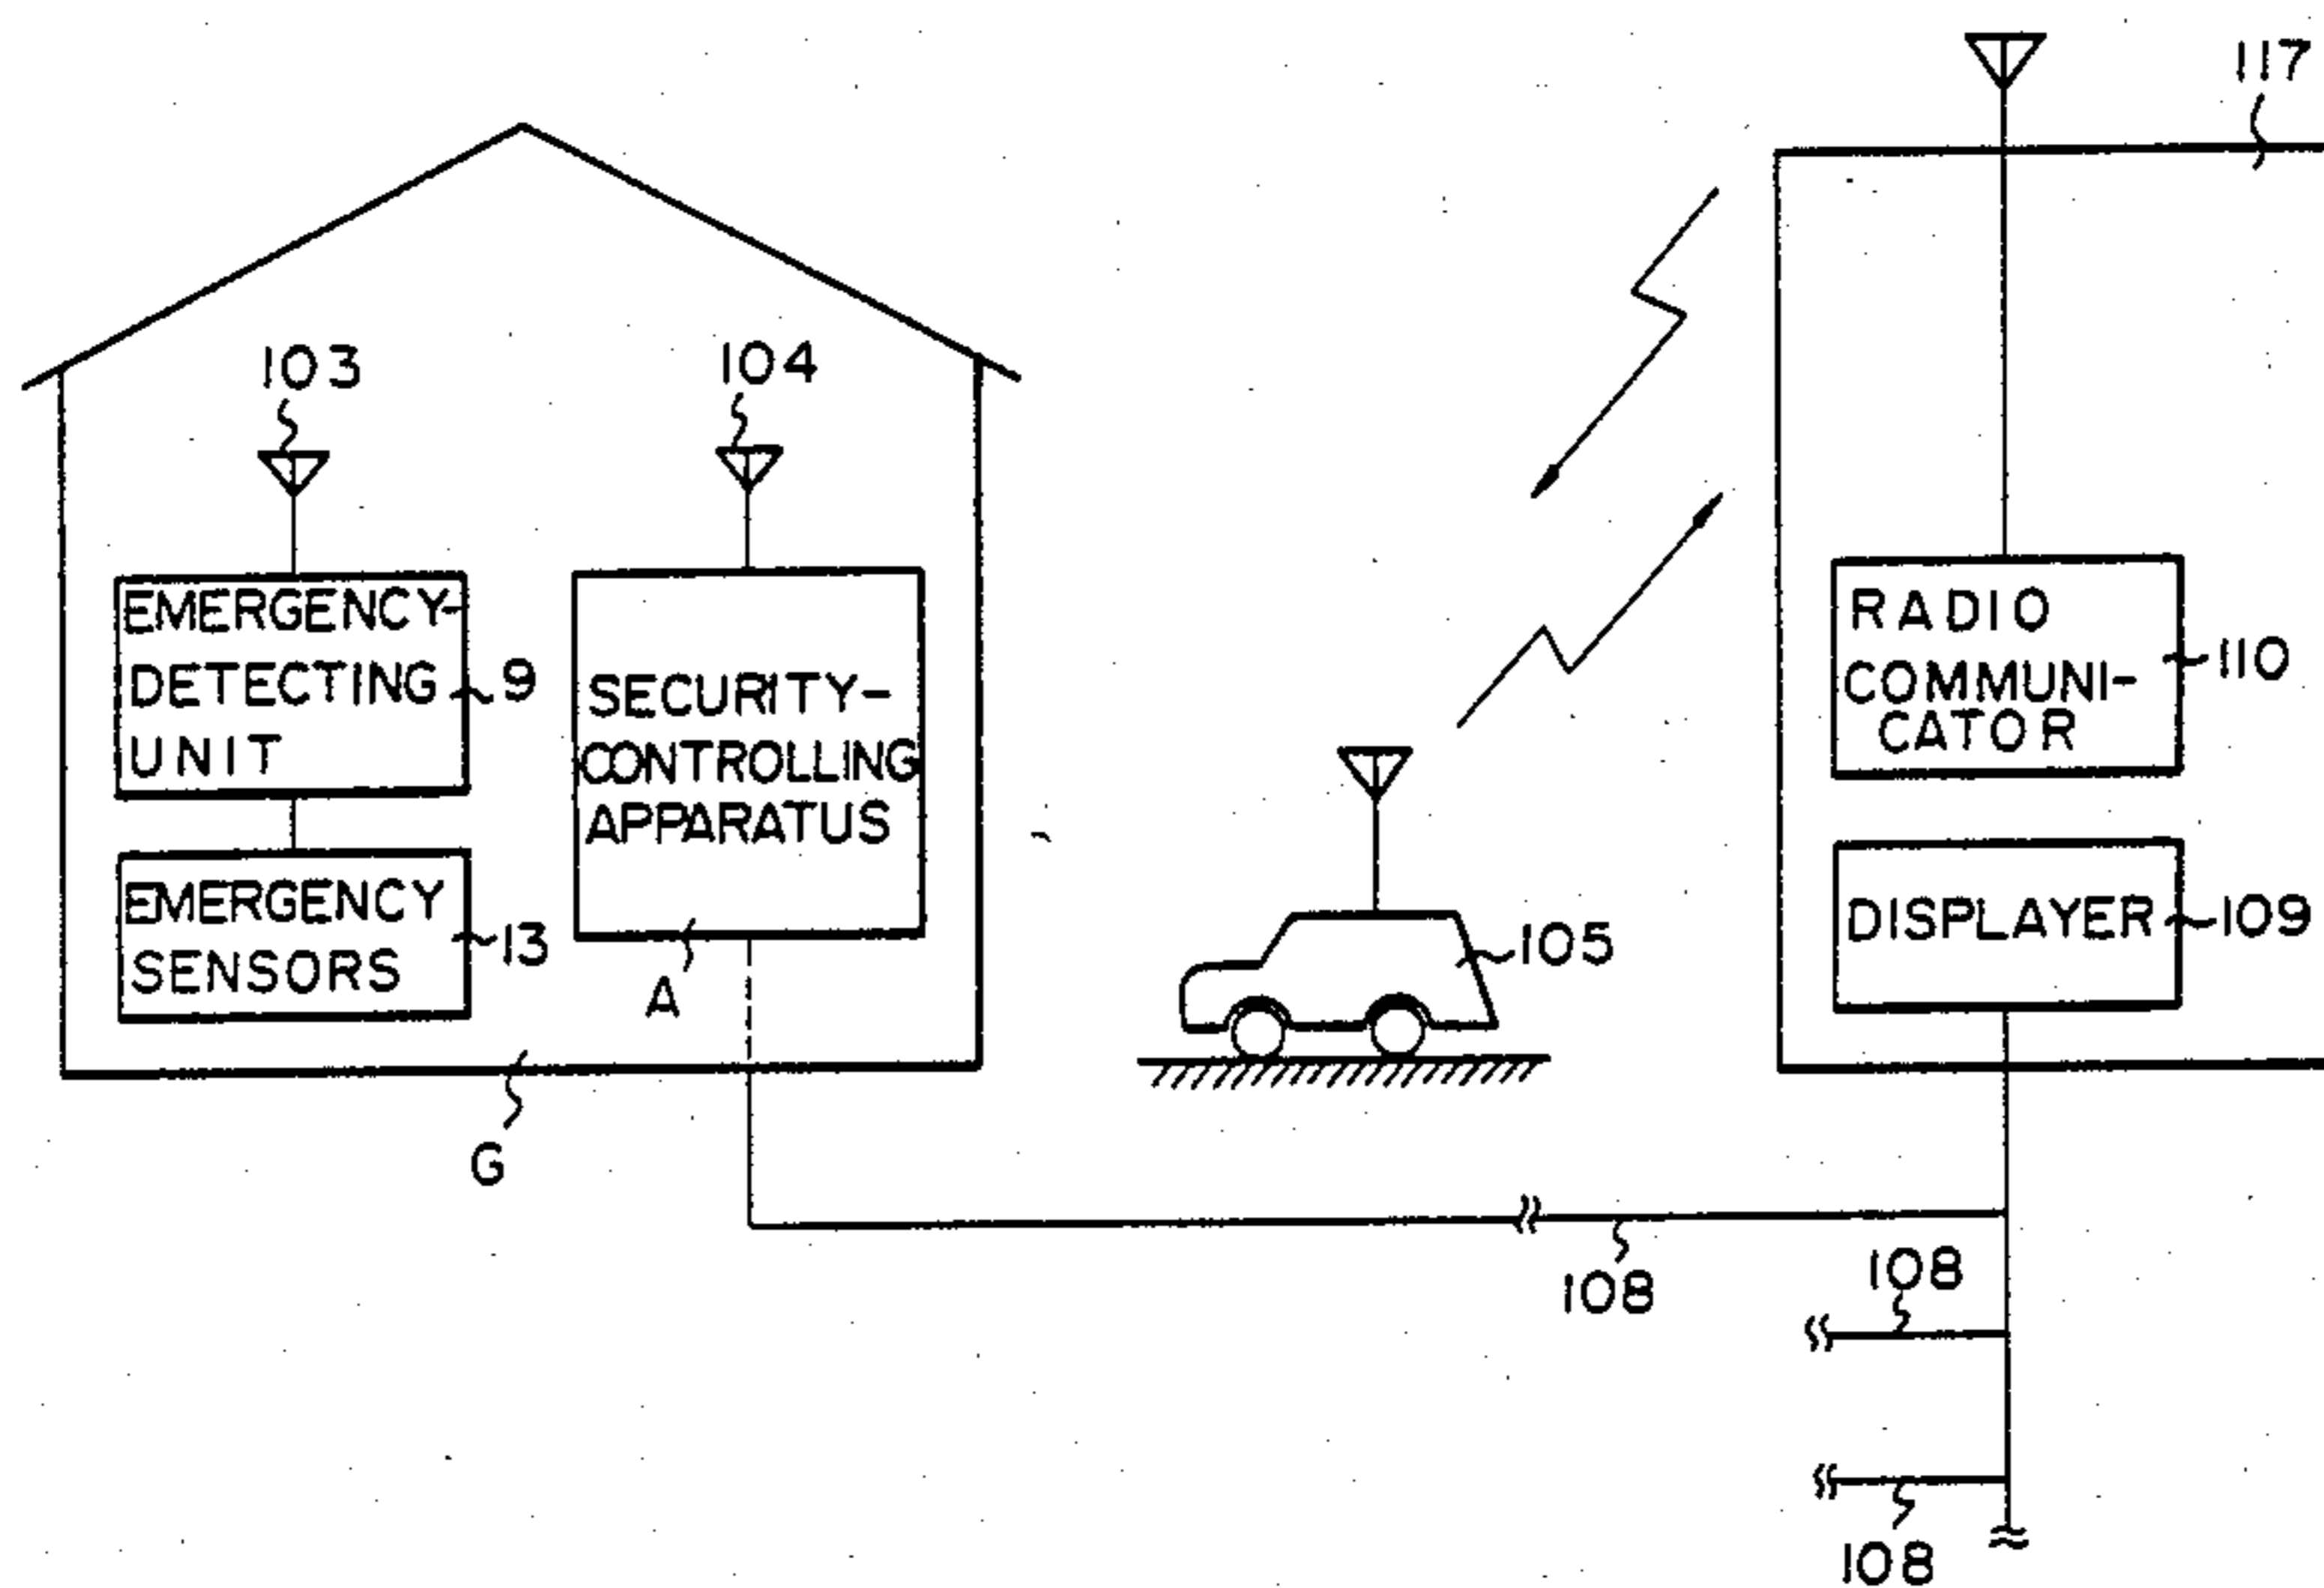 117
103
104
EMERGENCY-
DETECTING
UNIT
9
SECURITY-
CONTROLLING
APPARATUS
EMERGENCY
SENSORS
13
A
G
105
RADIO
COMMUNI-
CATOR
110
DISPLAYER
109
108
108
108